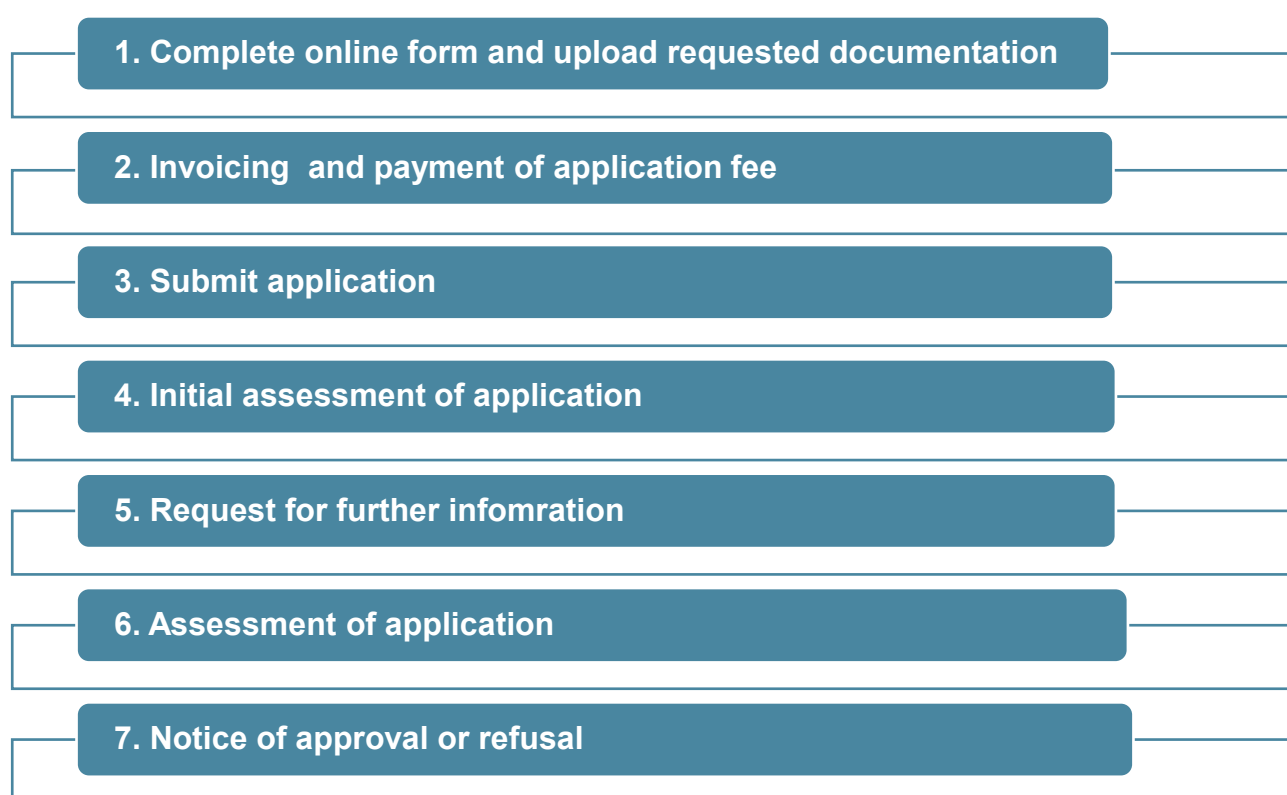 1. Complete online form and upload requested documentation
2. Invoicing  and payment of application fee
3. Submit application
4. Initial assessment of application
5. Request for further infomration
6. Assessment of application
7. Notice of approval or refusal